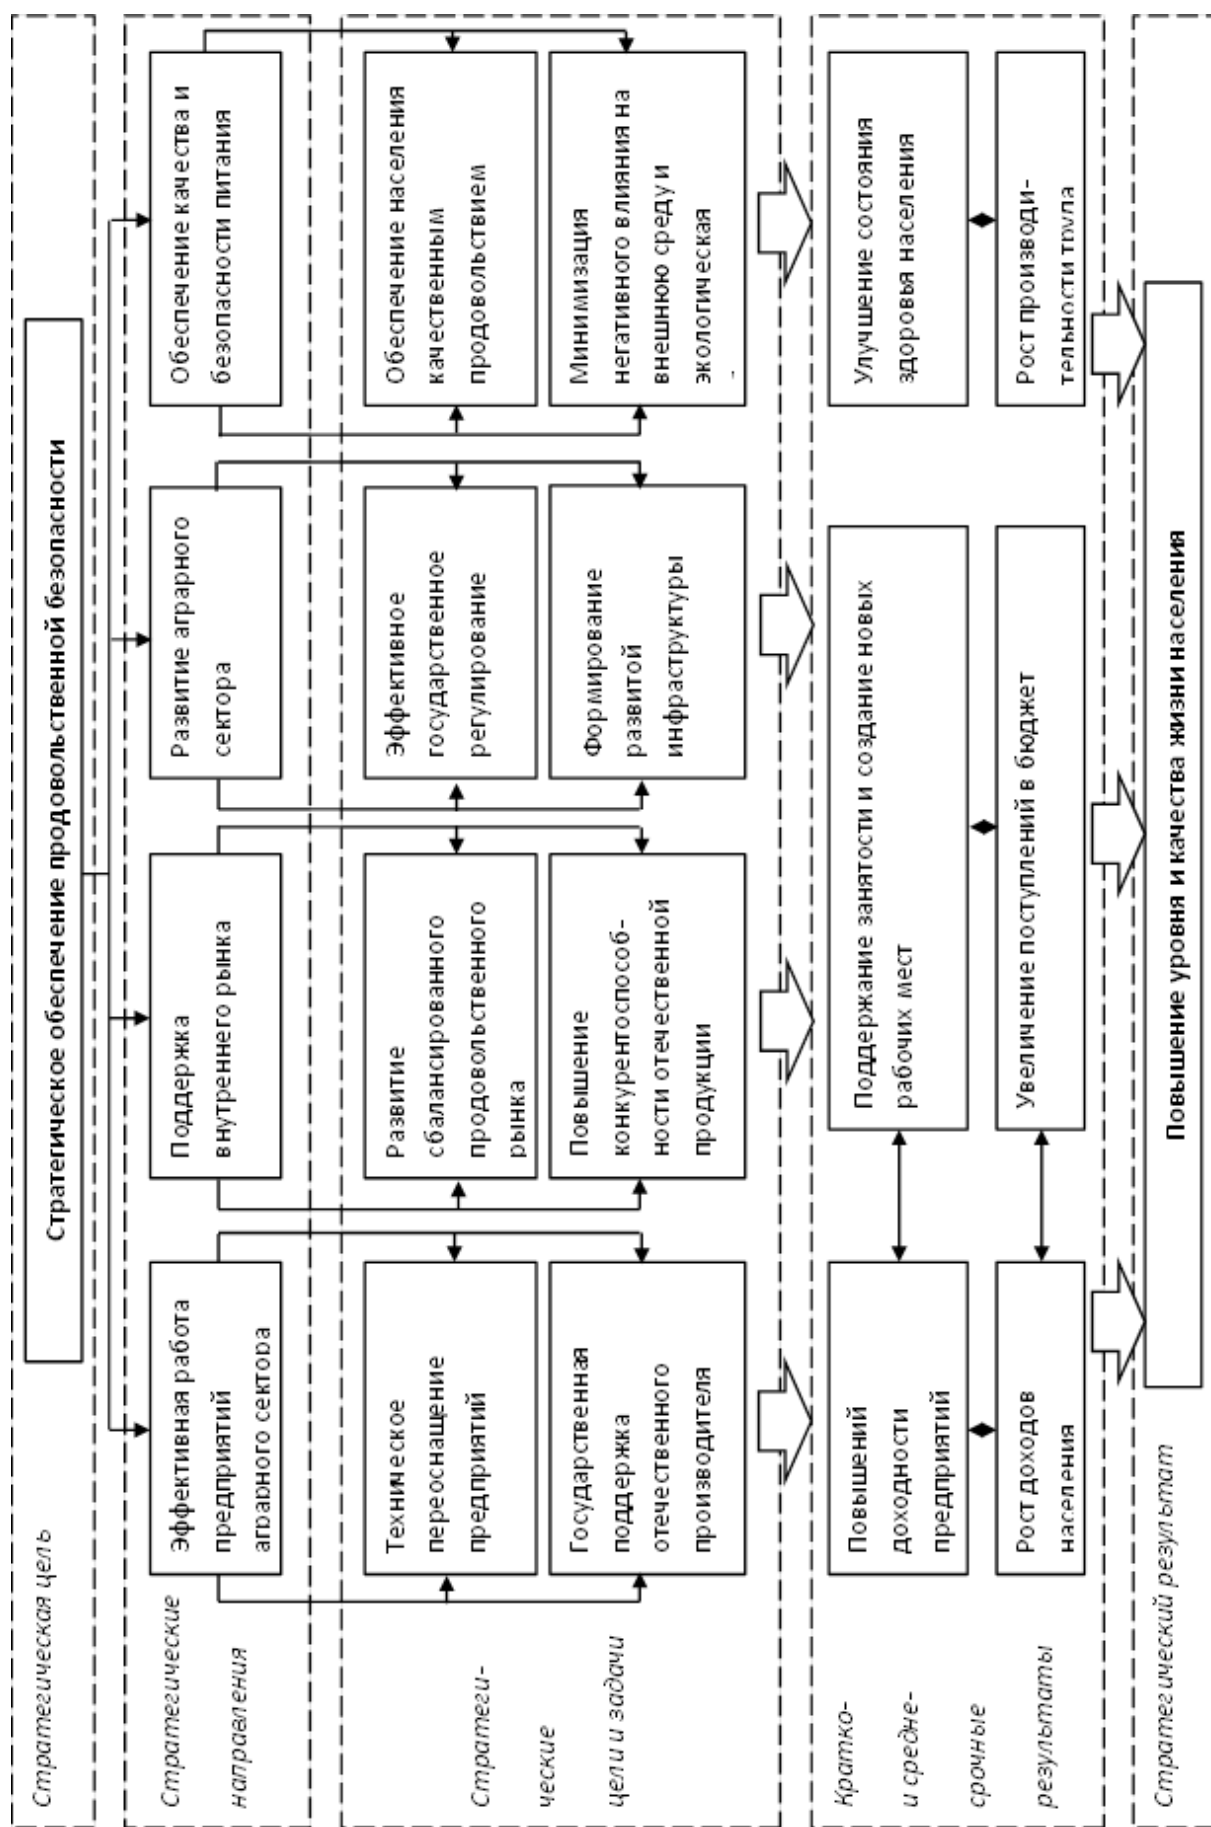 Стратегическая цель
Стратегическое обеспечение продовольственной безопасности
Стратегические
направления
Эффективная работа
предприятий
аграрного сектора
Поддержка
внутреннего рынка
Развитие аграрного
сектора
Обеспечение качества и
безопасности питания
Стратеги-
ческие
цели и задачи
Техническое
переоснащение
предприятий
Развитие
сбалансированного
продовольственного
рынка
Эффективное
государственное
регулирование
Обеспечение населения
качественным
продовольствием
Государственная
поддержка
отечественного
производителя
Повышение
конкурентоспособ-
ности отечественной
продукции
Формирование
развитой
инфраструктуры
Минимизация
негативного влияния на
внешнюю среду и
экологическая
Кратко-
и средне-
срочные
результаты
Повышений
доходности
предприятий
Поддержание занятости и создание новых
рабочих мест
Улучшение состояния
здоровья населения
Рост доходов
населения
Увеличение поступлений в бюджет
Рост производи-
тельности труда
Стратегический результат
Повышение уровня и качества жизни населения